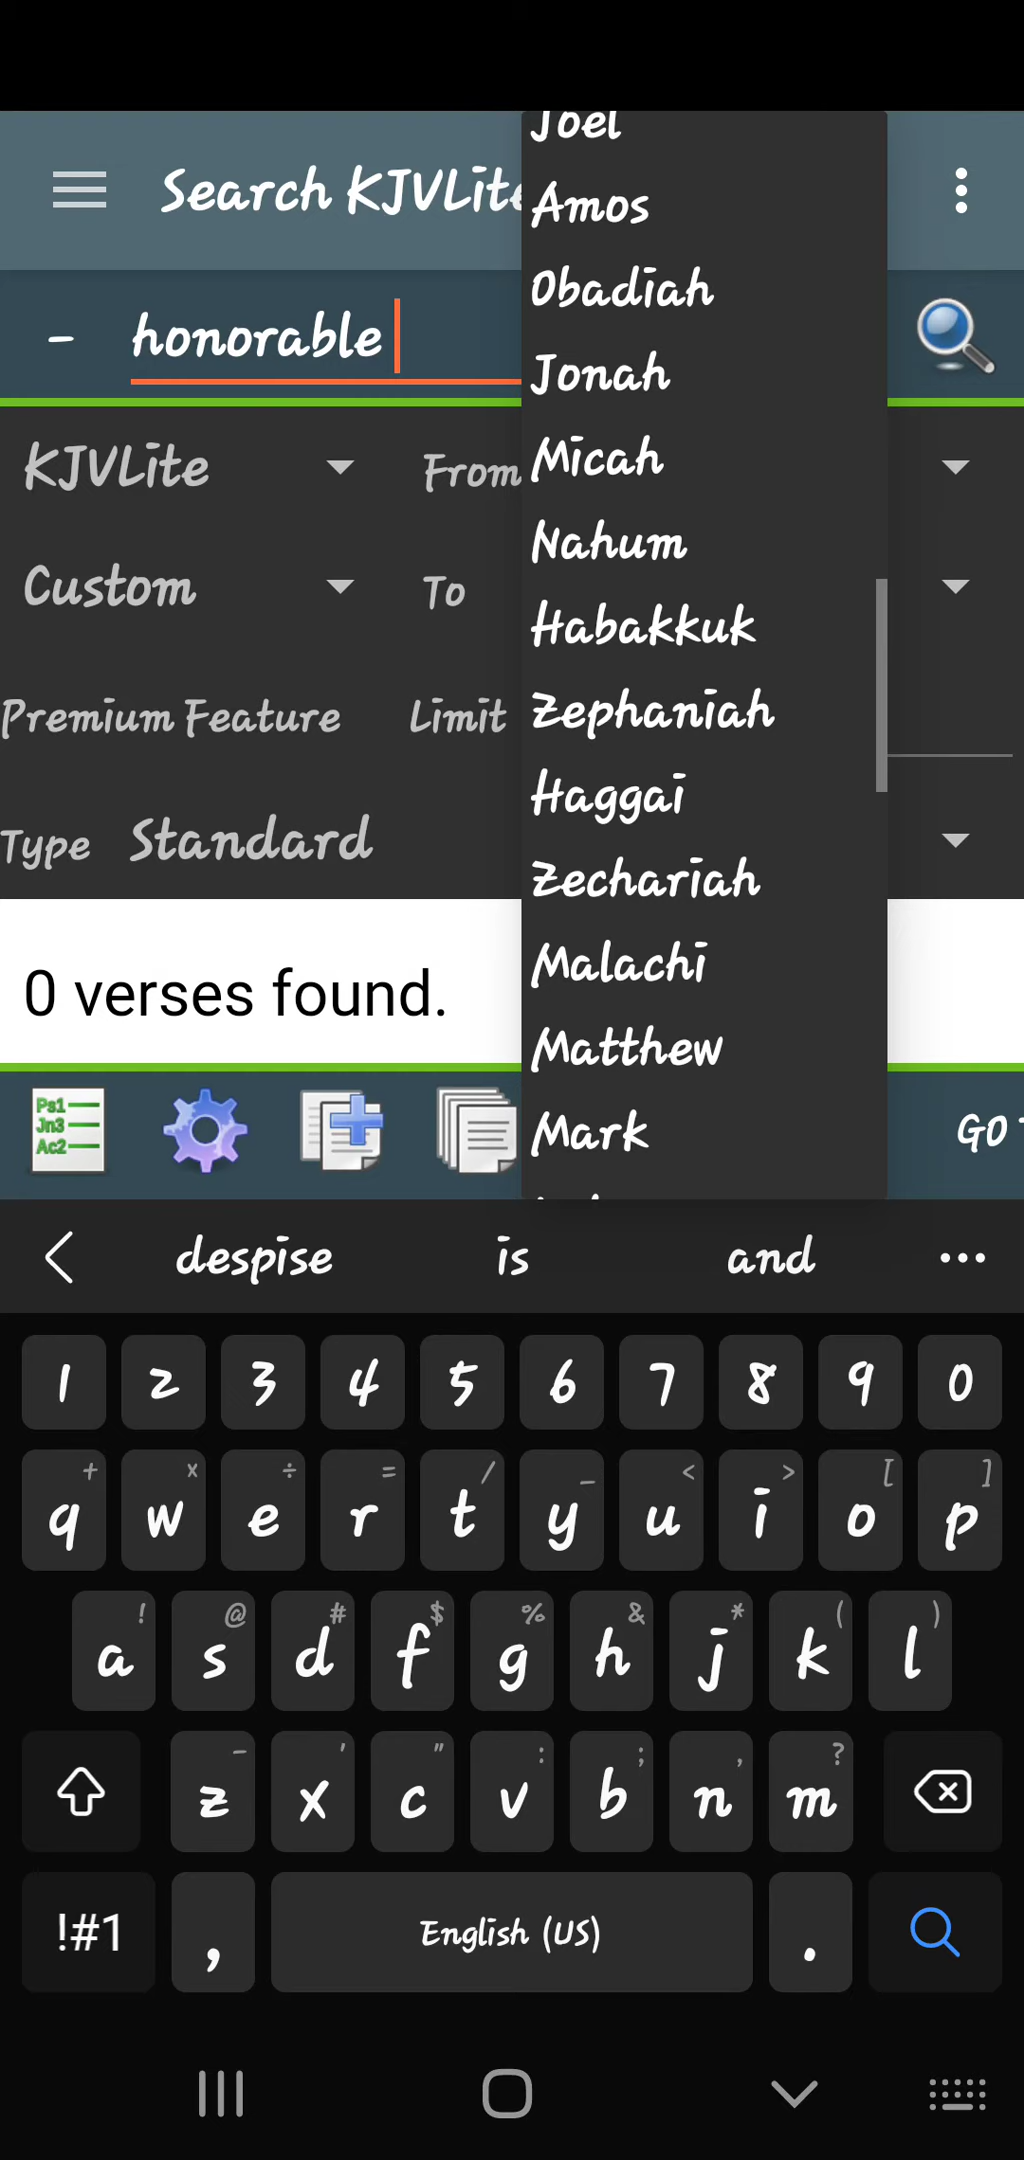 Search KJVLite
honorable
KJVLite
From
Custom
To
Premium Feature
Limit
Type
Standard
0 verses found.
Joel
Amos
Obadiah
Jonah
Micah
Nahum
Habakkuk
Zephaniah
Haggai
Zechariah
Malachi
Matthew
Mark
Ps1
Jn3
Ac2
GO
despise is and ...
1 2 3 4 5 6 7 8 9 0
+ × ÷ = / _ < > [ ]
q w e r t y u i o p
! @ # $ % & * ( )
a s d f g h j k l
- ' " : ; , ?
z x c v b n m
!#1 , English (US) .